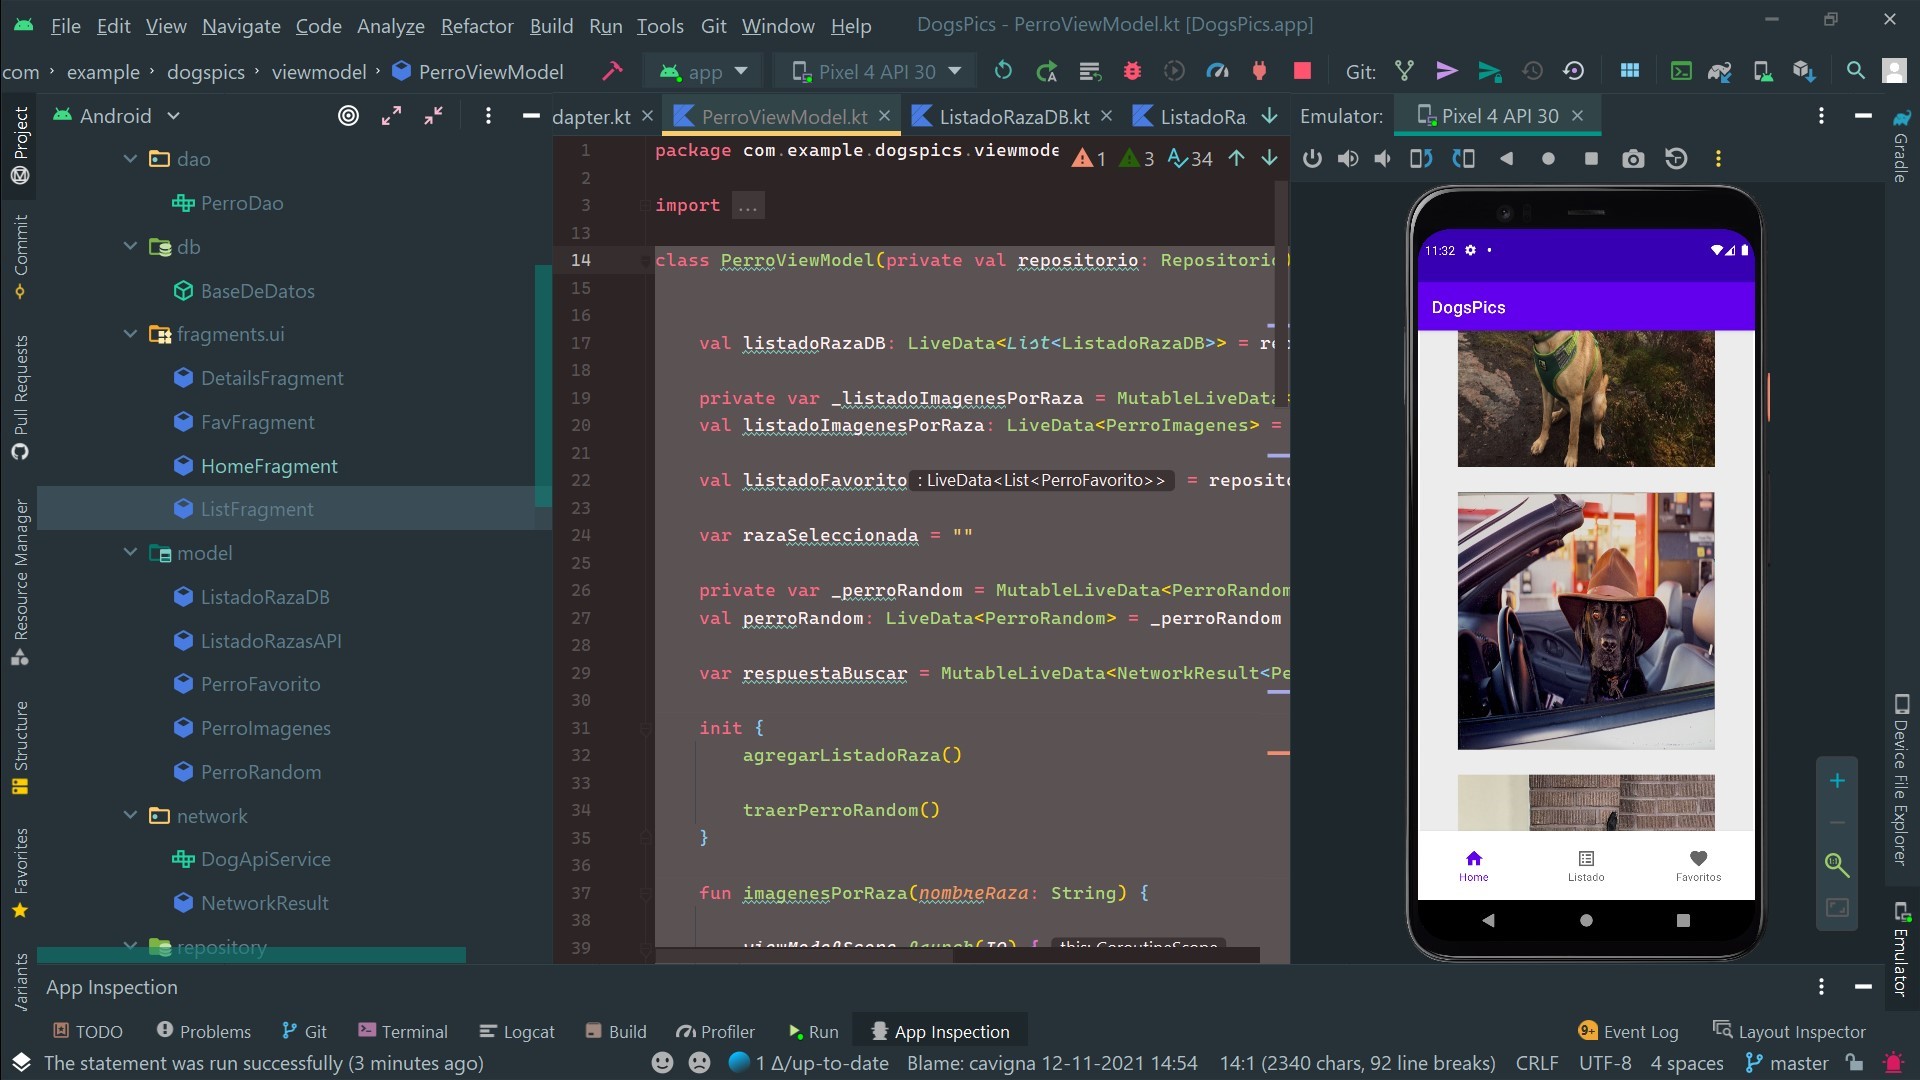 File Edit View Navigate Code Analyze Refactor Build Run Tools Git Window Help DogsPics - PerroViewModel.kt [DogsPics.app]
com › example › dogspics › viewmodel › PerroViewModel app Pixel 4 API 30 Git:
Project
Commit
Pull Requests
Resource Manager
Structure
Favorites
Variants
Android
dao
PerroDao
db
BaseDeDatos
fragments.ui
DetailsFragment
FavFragment
HomeFragment
ListFragment
model
ListadoRazaDB
ListadoRazasAPI
PerroFavorito
PerroImagenes
PerroRandom
network
DogApiService
NetworkResult
repository
dapter.kt PerroViewModel.kt ListadoRazaDB.kt ListadoRa
1 package com.example.dogspics.viewmode 1 3 34
2
3 import ...
13
14 class PerroViewModel(private val repositorio: Repositorio)
15
16
17 val listadoRazaDB: LiveData<List<ListadoRazaDB>> = re
18
19 private var _listadoImagenesPorRaza = MutableLiveData<
20 val listadoImagenesPorRaza: LiveData<PerroImagenes> =
21
22 val listadoFavorito : LiveData<List<PerroFavorito>> = reposito
23
24 var razaSeleccionada = ""
25
26 private var _perroRandom = MutableLiveData<PerroRandom
27 val perroRandom: LiveData<PerroRandom> = _perroRandom
28
29 var respuestaBuscar = MutableLiveData<NetworkResult<Pe
30
31 init {
32 agregarListadoRaza()
33
34 traerPerroRandom()
35 }
36
37 fun imagenesPorRaza(nombreRaza: String) {
38
39 viewModelScope.launch(IO) { this: CoroutineScope
Emulator: Pixel 4 API 30
11:32
DogsPics
Home Listado Favoritos
1:1
Gradle
Device File Explorer
Emulator
App Inspection
TODO Problems Git Terminal Logcat Build Profiler Run App Inspection 9+ Event Log Layout Inspector
The statement was run successfully (3 minutes ago) 1 Δ/up-to-date Blame: cavigna 12-11-2021 14:54 14:1 (2340 chars, 92 line breaks) CRLF UTF-8 4 spaces master